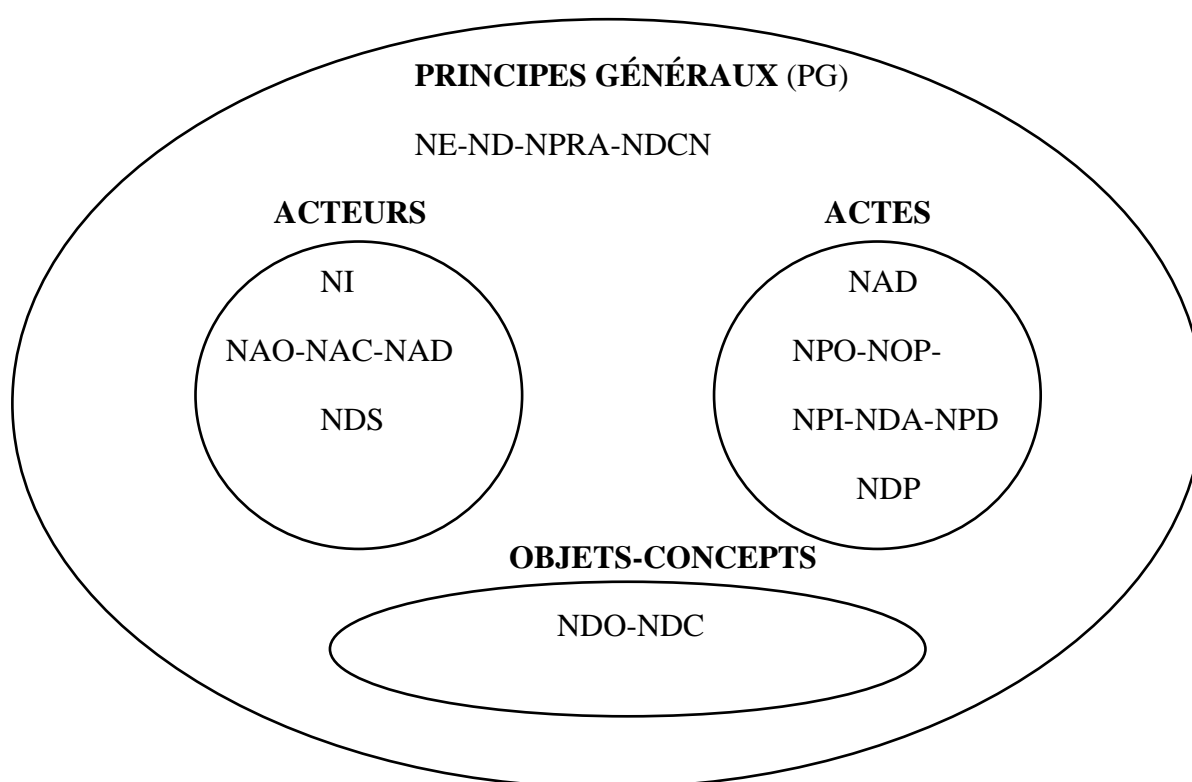 PRINCIPES GÉNÉRAUX (PG)
NE-ND-NPRA-NDCN
ACTEURS
NI
NAO-NAC-NAD
NDS
ACTES
NAD
NPO-NOP-
NPI-NDA-NPD
NDP
OBJETS-CONCEPTS
NDO-NDC